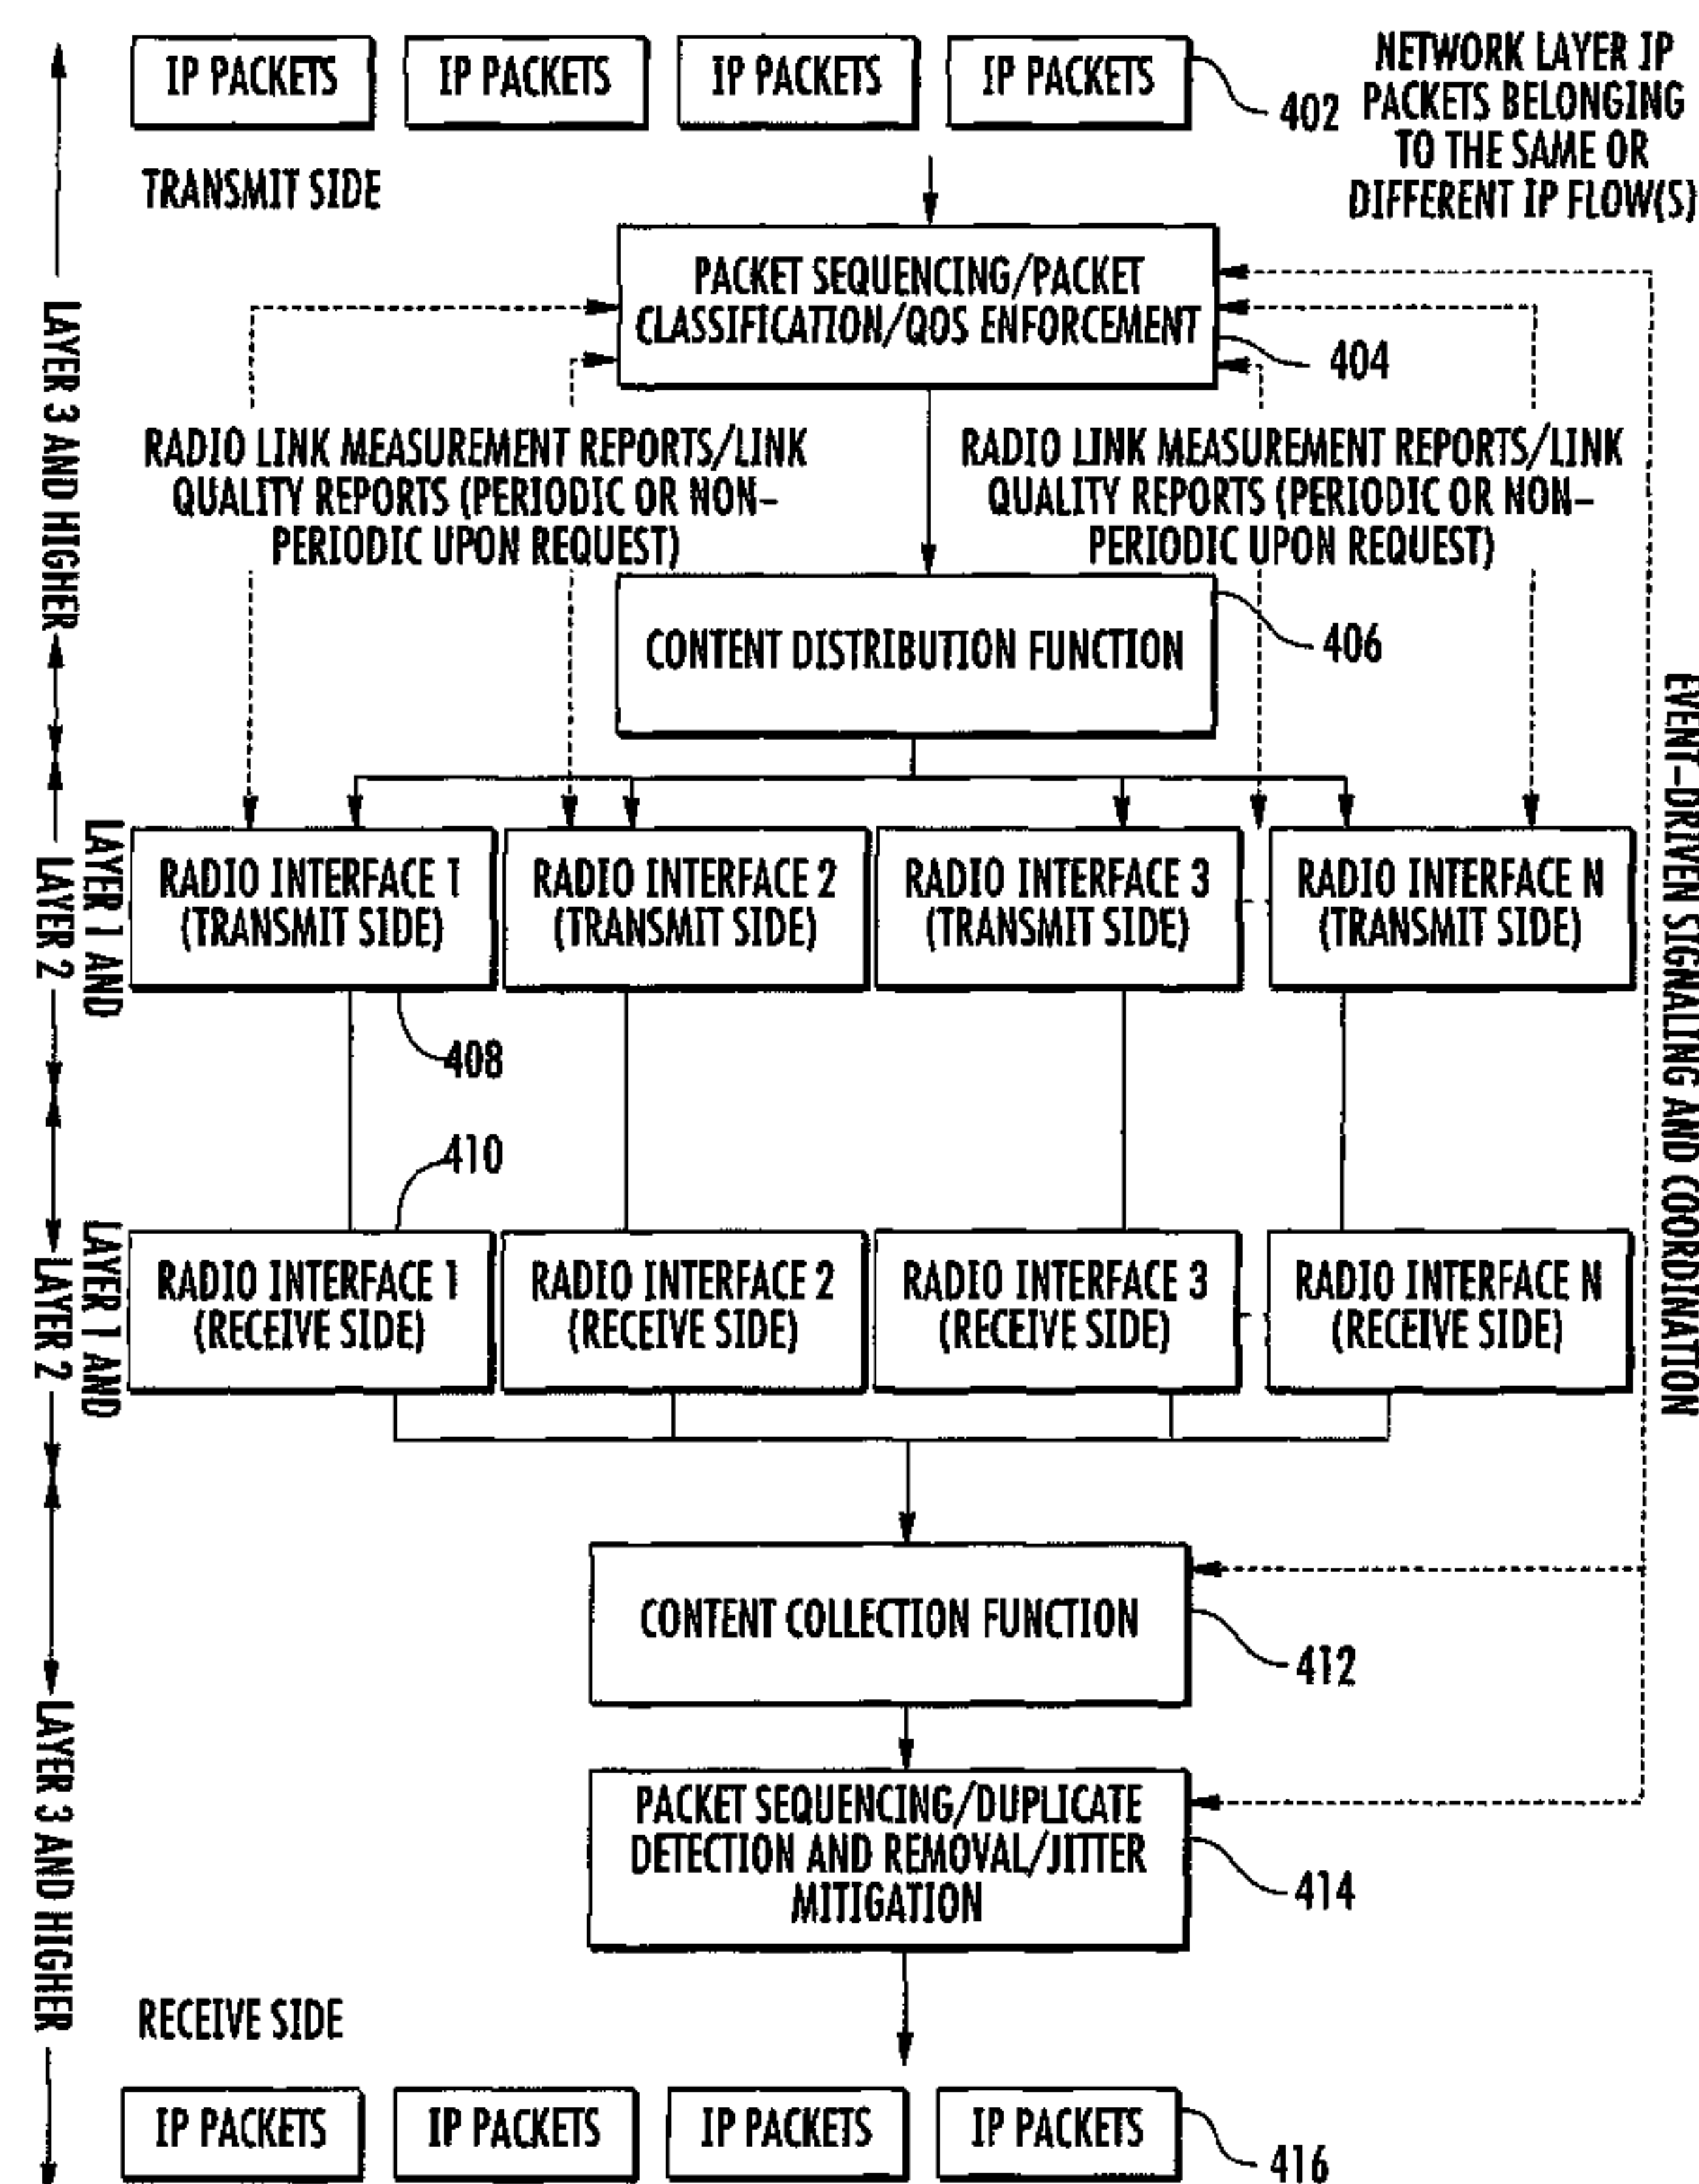 IP PACKETS
IP PACKETS
IP PACKETS
IP PACKETS
402
NETWORK LAYER IP
PACKETS BELONGING
TO THE SAME OR
DIFFERENT IP FLOW(S)
TRANSMIT SIDE
PACKET SEQUENCING/PACKET
CLASSIFICATION/QOS ENFORCEMENT
404
LAYER 3 AND HIGHER
RADIO LINK MEASUREMENT REPORTS/LINK
QUALITY REPORTS (PERIODIC OR NON-
PERIODIC UPON REQUEST)
RADIO LINK MEASUREMENT REPORTS/LINK
QUALITY REPORTS (PERIODIC OR NON-
PERIODIC UPON REQUEST)
CONTENT DISTRIBUTION FUNCTION
406
EVENT-DRIVEN SIGNALING AND COORDINATION
LAYER 1 AND
LAYER 2
RADIO INTERFACE 1
(TRANSMIT SIDE)
RADIO INTERFACE 2
(TRANSMIT SIDE)
RADIO INTERFACE 3
(TRANSMIT SIDE)
RADIO INTERFACE N
(TRANSMIT SIDE)
408
410
LAYER 1 AND
LAYER 2
RADIO INTERFACE 1
(RECEIVE SIDE)
RADIO INTERFACE 2
(RECEIVE SIDE)
RADIO INTERFACE 3
(RECEIVE SIDE)
RADIO INTERFACE N
(RECEIVE SIDE)
CONTENT COLLECTION FUNCTION
412
LAYER 3 AND HIGHER
PACKET SEQUENCING/DUPLICATE
DETECTION AND REMOVAL/JITTER
MITIGATION
414
RECEIVE SIDE
IP PACKETS
IP PACKETS
IP PACKETS
IP PACKETS
416